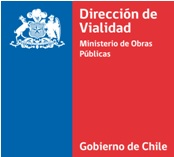 Dirección de
Vialidad
Ministerio de Obras
Públicas
Gobierno de Chile